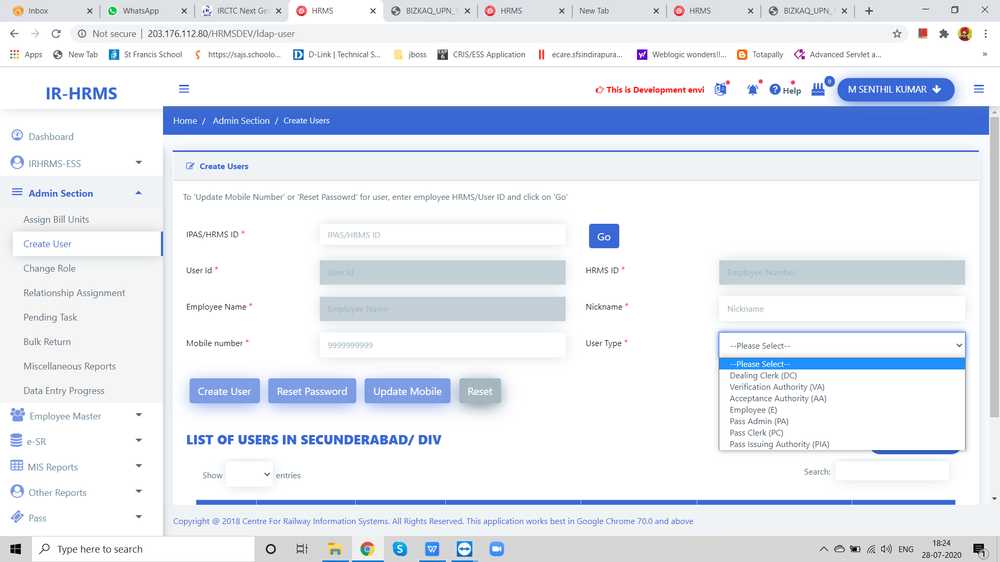 Inbox
WhatsApp
IRCTC Next Ger
HRMS
BIZKAQ_UPN_1
HRMS
New Tab
HRMS
BIZKAQ_UPN_1
Not secure | 203.176.112.80/HRMSDEV/ldap-user
Apps
New Tab
St Francis School
https://sajs.schoolo...
D-Link | Technical S...
jboss
CRIS/ESS Application
ecare.sfsindirapura...
Weblogic wonders!!...
Totapally
Advanced Servlet a...
»
IR-HRMS
This is Development envi
Help
0
M SENTHIL KUMAR
Home / Admin Section / Create Users
Dashboard
IRHRMS-ESS
Admin Section
Assign Bill Units
Create User
Change Role
Relationship Assignment
Pending Task
Bulk Return
Miscellaneous Reports
Data Entry Progress
Employee Master
e-SR
MIS Reports
Other Reports
Pass
Create Users
To 'Update Mobile Number' or 'Reset Passowrd' for user, enter employee HRMS/User ID and click on 'Go'
IPAS/HRMS ID * IPAS/HRMS ID Go
User Id * User Id HRMS ID * Employee Number
Employee Name * Employee Name Nickname * Nickname
Mobile number * 9999999999 User Type * --Please Select--
--Please Select--
Dealing Clerk (DC)
Verification Authority (VA)
Acceptance Authority (AA)
Employee (E)
Pass Admin (PA)
Pass Clerk (PC)
Pass Issuing Authority (PIA)
Create User Reset Password Update Mobile Reset
LIST OF USERS IN SECUNDERABAD/ DIV
Show entries Search:
Copyright @ 2018 Centre For Railway Information Systems. All Rights Reserved. This application works best in Google Chrome 70.0 and above
Type here to search
ENG
18:24
28-07-2020
1